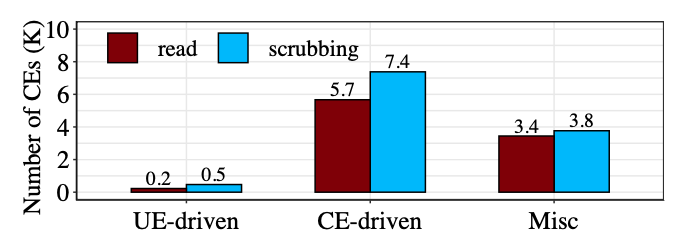 Number of CEs (K)
10
8
6
4
2
0
read
scrubbing
0.2
0.5
5.7
7.4
3.4
3.8
UE-driven
CE-driven
Misc